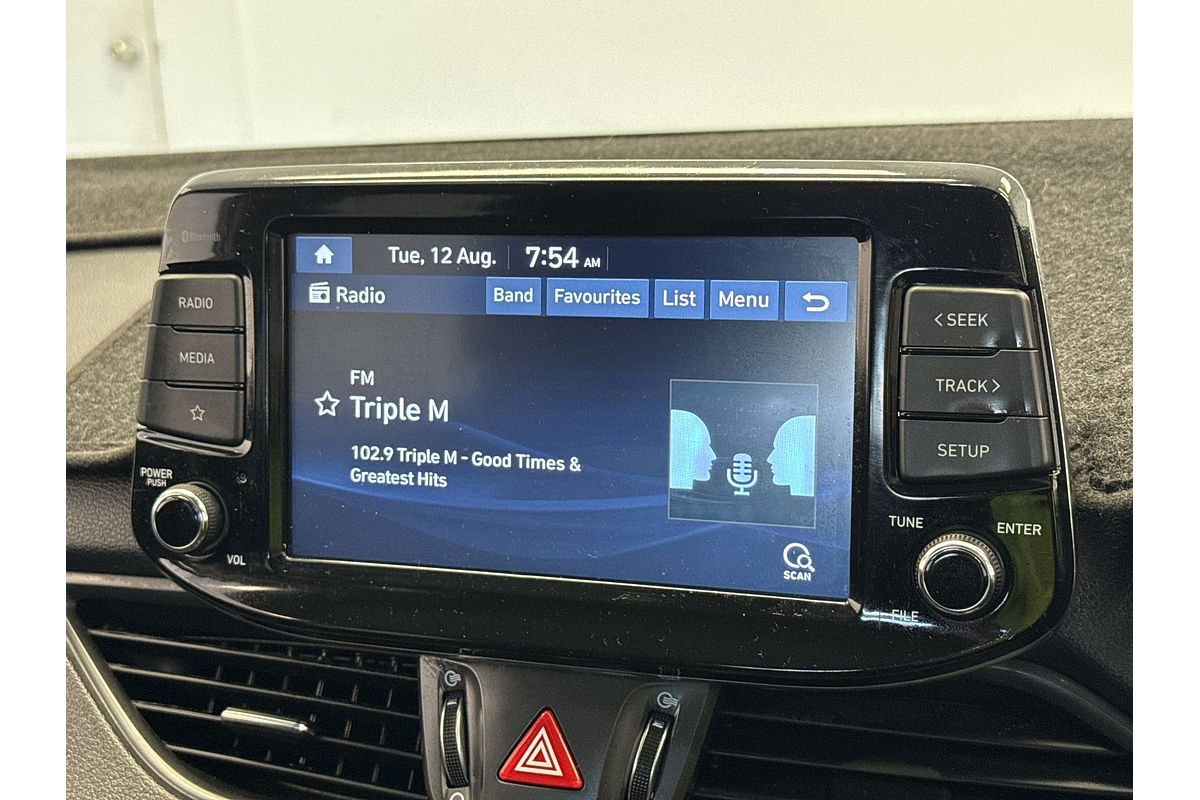 Bluetooth
Tue, 12 Aug. 7:54 AM
Radio Band Favourites List Menu
RADIO
MEDIA
FM
Triple M
102.9 Triple M - Good Times &
Greatest Hits
SCAN
< SEEK
TRACK >
SETUP
POWER
PUSH
VOL
TUNE
ENTER
FILE